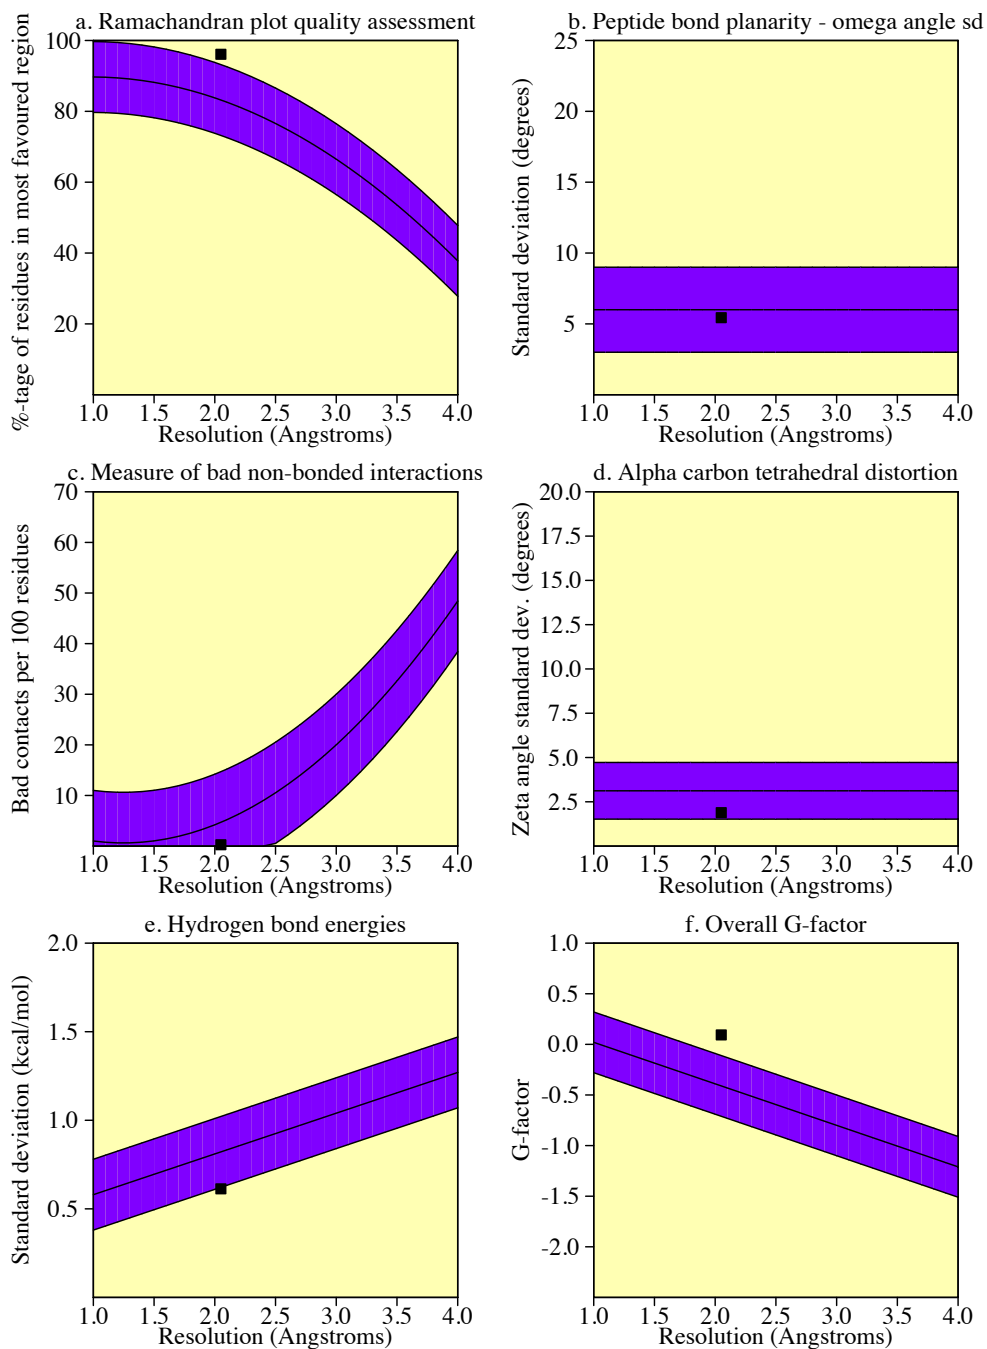 a. Ramachandran plot quality assessment
%-tage of residues in most favoured region
100
80
60
40
20
1.0 1.5 2.0 2.5 3.0 3.5 4.0
Resolution (Angstroms)
b. Peptide bond planarity - omega angle sd
Standard deviation (degrees)
25
20
15
10
5
1.0 1.5 2.0 2.5 3.0 3.5 4.0
Resolution (Angstroms)
c. Measure of bad non-bonded interactions
Bad contacts per 100 residues
70
60
50
40
30
20
10
1.0 1.5 2.0 2.5 3.0 3.5 4.0
Resolution (Angstroms)
d. Alpha carbon tetrahedral distortion
Zeta angle standard dev. (degrees)
20.0
17.5
15.0
12.5
10.0
7.5
5.0
2.5
1.0 1.5 2.0 2.5 3.0 3.5 4.0
Resolution (Angstroms)
e. Hydrogen bond energies
Standard deviation (kcal/mol)
2.0
1.5
1.0
0.5
1.0 1.5 2.0 2.5 3.0 3.5 4.0
Resolution (Angstroms)
f. Overall G-factor
G-factor
1.0
0.5
0.0
-0.5
-1.0
-1.5
-2.0
1.0 1.5 2.0 2.5 3.0 3.5 4.0
Resolution (Angstroms)